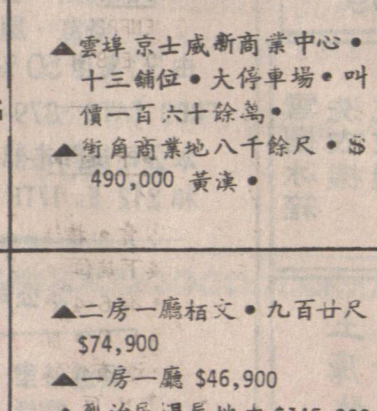 ▲雲埠京士威新商業中心•
十三舖位•大停車場•叫
價一百六十餘萬•
▲街角商業地八千餘尺•$
490,000 黃漢•
▲二房一廳栢文•九百廿尺
$74,900
▲一房一廳 $46,900